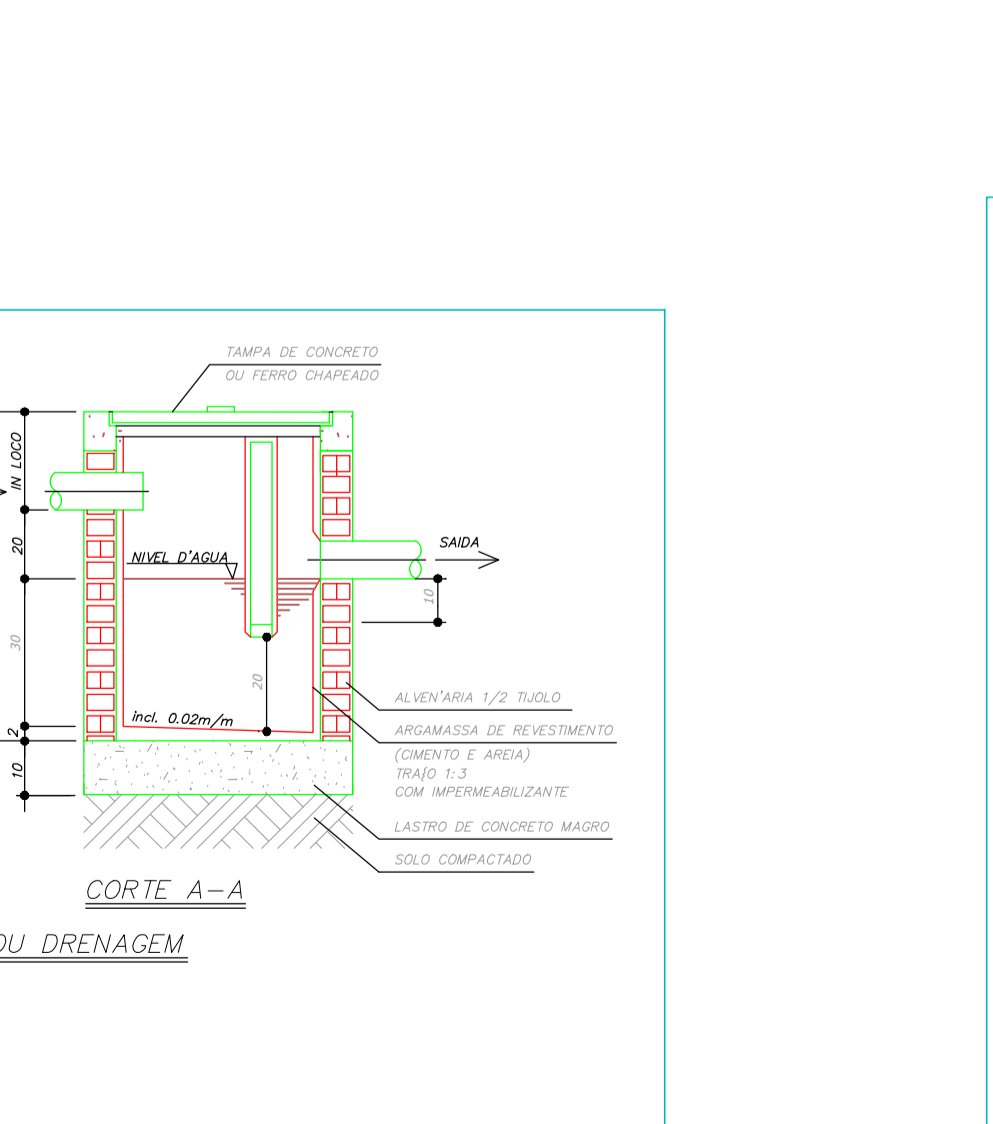 TAMPA DE CONCRETO
OU FERRO CHAPEADO
IN LOCO
20
SAIDA
NIVEL D'AGUA
10
30
20
ALVEN'ARIA 1/2 TIJOLO
incl. 0.02m/m
2
ARGAMASSA DE REVESTIMENTO
(CIMENTO E AREIA)
TRA{O 1:3
COM IMPERMEABILIZANTE
10
LASTRO DE CONCRETO MAGRO
SOLO COMPACTADO
CORTE A-A
OU DRENAGEM